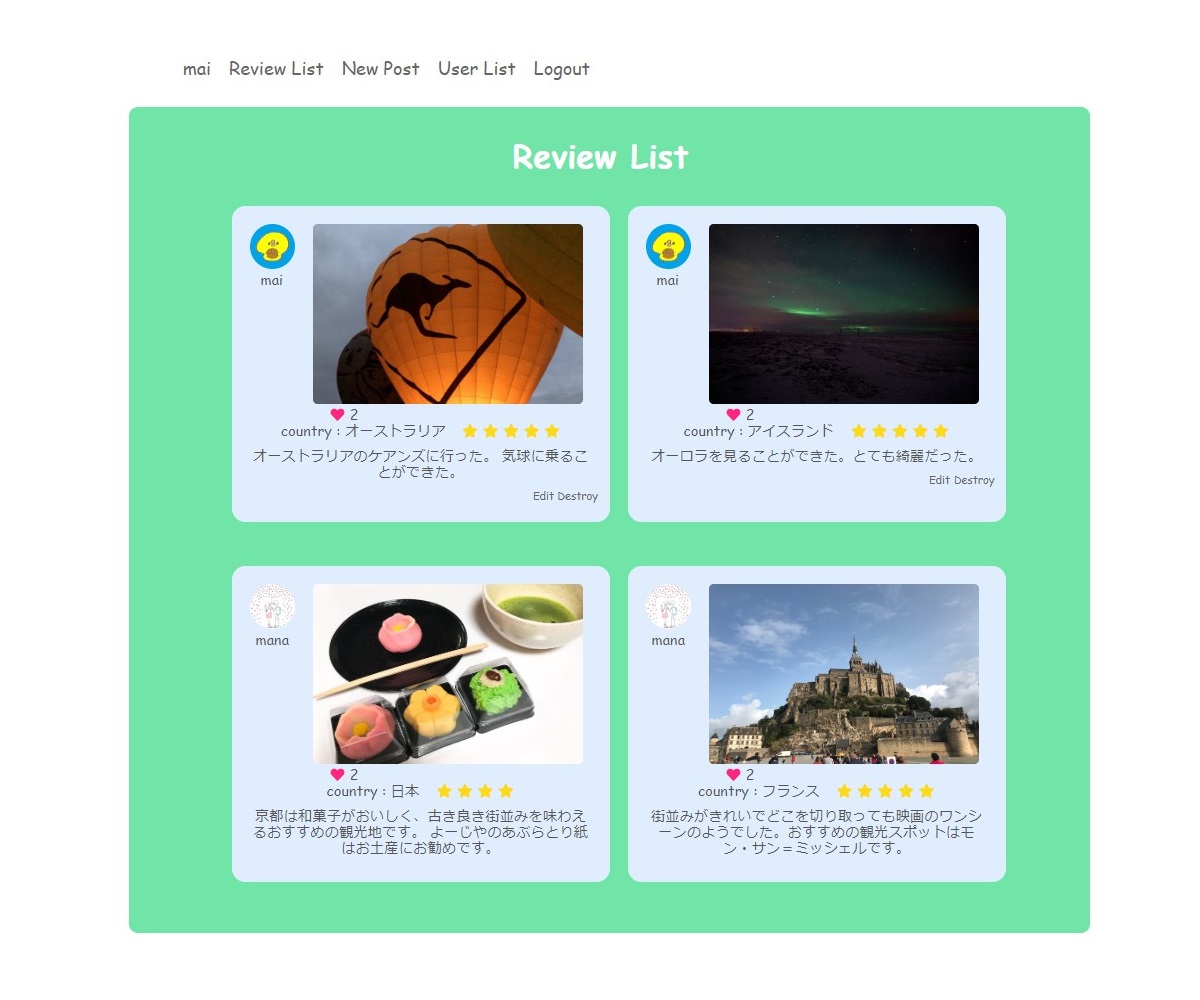 mai Review List New Post User List Logout
Review List
mai
2
country : オーストラリア
オーストラリアのケアンズに行った。 気球に乗るこ
とができた。
Edit Destroy
mai
2
country : アイスランド
オーロラを見ることができた。とても綺麗だった。
Edit Destroy
mana
2
country : 日本
京都は和菓子がおいしく、古き良き街並みを味わえ
るおすすめの観光地です。 よーじやのあぶらとり紙
はお土産にお勧めです。
mana
2
country : フランス
街並みがきれいでどこを切り取っても映画のワンシ
ーンのようでした。おすすめの観光スポットはモ
ン・サン＝ミッシェルです。